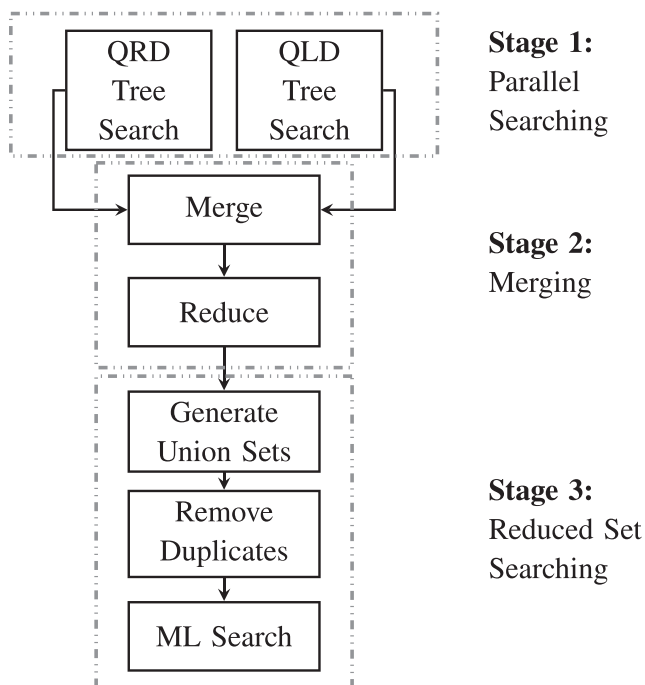 QRD
Tree
Search
QLD
Tree
Search
Stage 1:
Parallel
Searching
Merge
Reduce
Stage 2:
Merging
Generate
Union Sets
Remove
Duplicates
ML Search
Stage 3:
Reduced Set
Searching